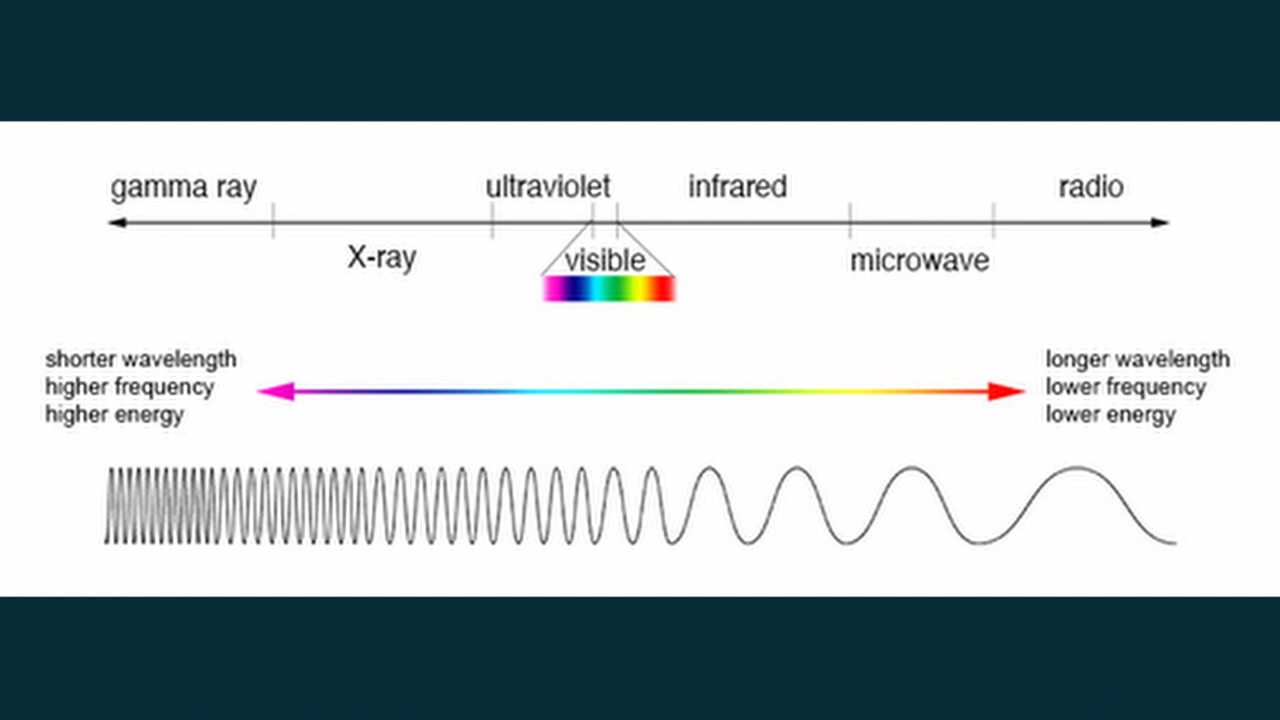 gamma ray
ultraviolet
infrared
radio
X-ray
visible
microwave
shorter wavelength
higher frequency
higher energy
longer wavelength
lower frequency
lower energy